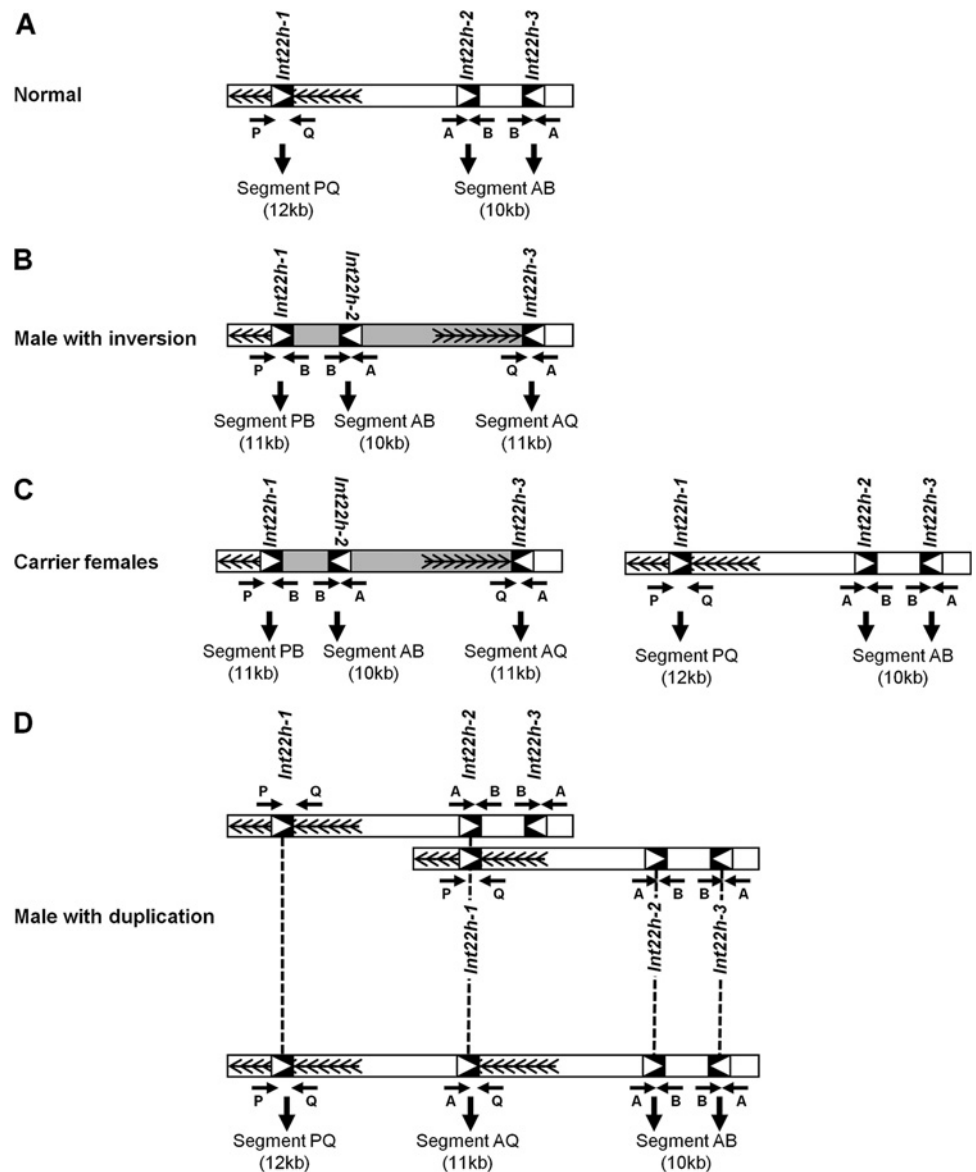 A
Int22h-1
Int22h-2
Int22h-3
Normal
P Q A B B A
Segment PQ Segment AB
(12kb) (10kb)
B
Int22h-1
Int22h-2
Int22h-3
Male with inversion
P B B A Q A
Segment PB Segment AB Segment AQ
(11kb) (10kb) (11kb)
C
Int22h-1
Int22h-2
Int22h-3
Int22h-1
Int22h-2
Int22h-3
Carrier females
P B B A Q A P Q A B B A
Segment PB Segment AB Segment AQ Segment PQ Segment AB
(11kb) (10kb) (11kb) (12kb) (10kb)
D
Int22h-1
Int22h-2
Int22h-3
P Q A B B A
P Q A B B A
Male with duplication
Int22h-1
Int22h-2
Int22h-3
P Q A Q A B B A
Segment PQ Segment AQ Segment AB
(12kb) (11kb) (10kb)